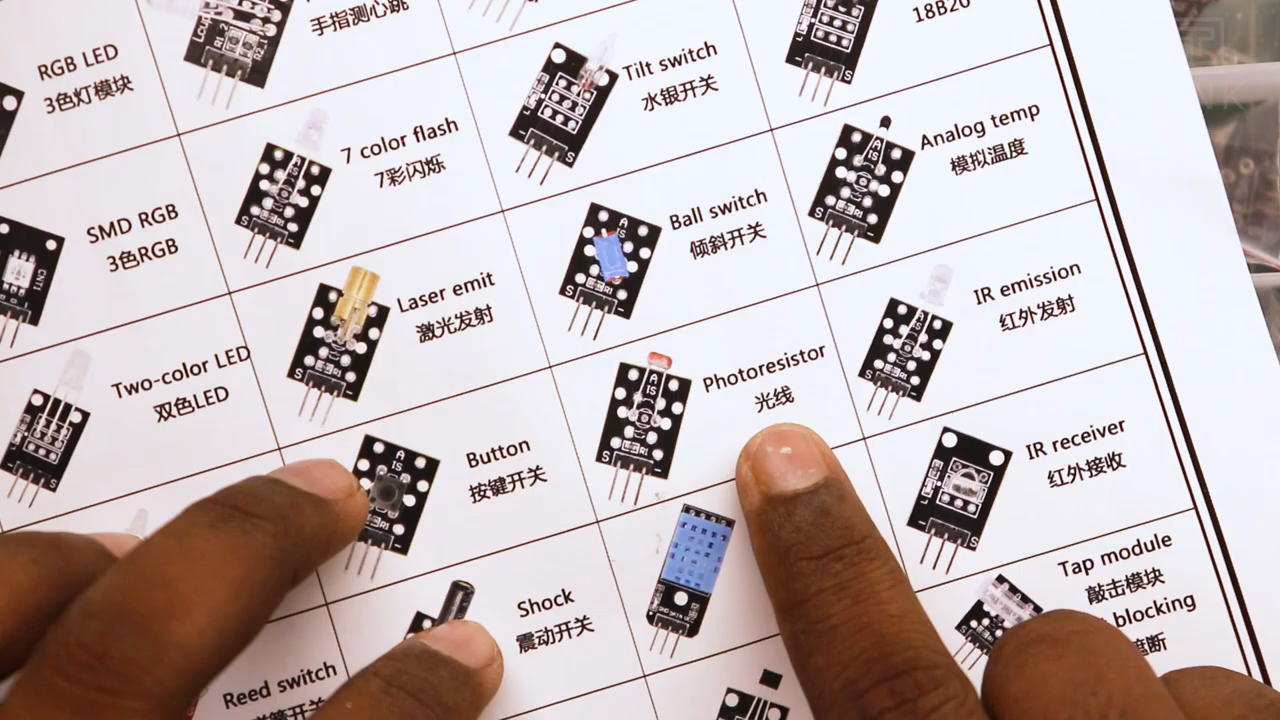 RGB LED
3色灯模块
手指测心跳
18B20
SMD RGB
3色RGB
7 color flash
7彩闪烁
Tilt switch
水银开关
Analog temp
模拟温度
Two-color LED
双色LED
Laser emit
激光发射
Ball switch
倾斜开关
IR emission
红外发射
Button
按键开关
Photoresistor
光线
IR receiver
红外接收
Reed switch
Shock
震动开关
Tap module
敲击模块
blocking
遮断